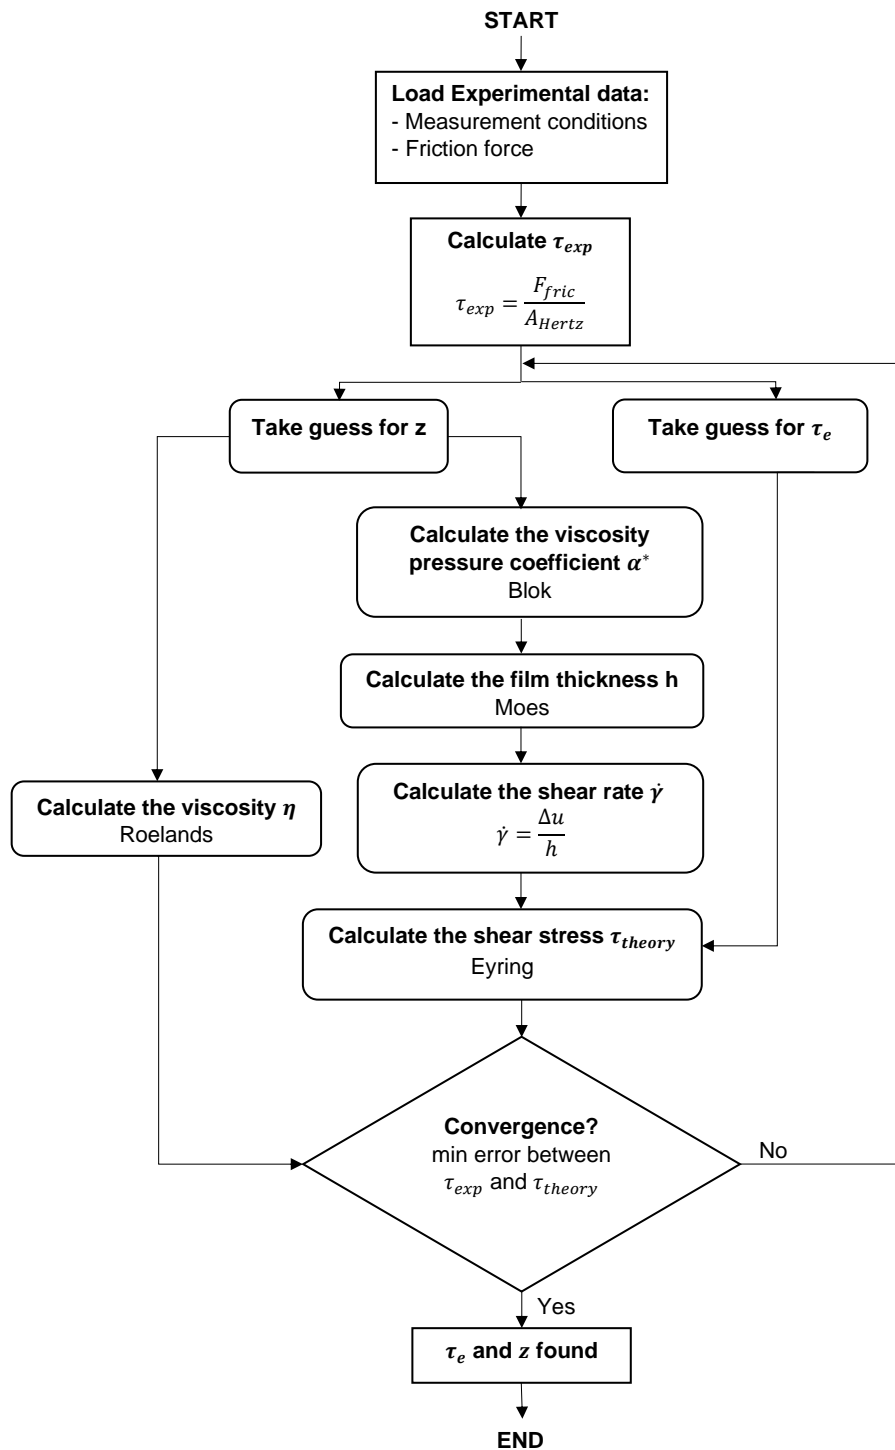 START
Load Experimental data:
- Measurement conditions
- Friction force
Calculate τ_exp
τ_exp = F_fric / A_Hertz
Take guess for z
Take guess for τ_e
Calculate the viscosity
pressure coefficient α*
Blok
Calculate the film thickness h
Moes
Calculate the viscosity η
Roelands
Calculate the shear rate γ̇
γ̇ = Δu / h
Calculate the shear stress τ_theory
Eyring
Convergence?
min error between
τ_exp and τ_theory
No
Yes
τ_e and z found
END